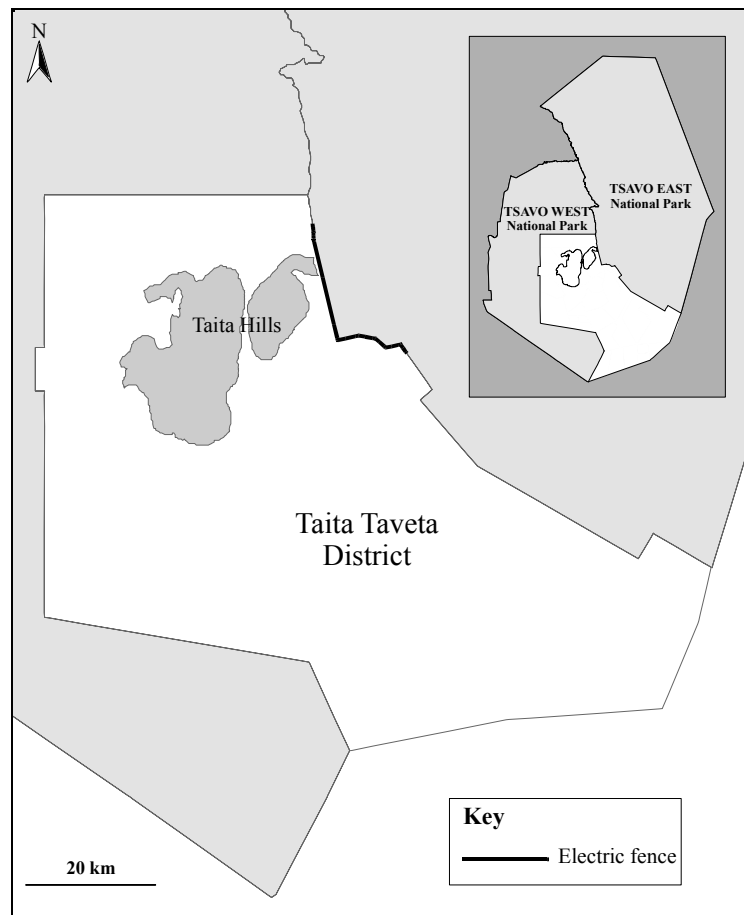 N
TSAVO EAST
National Park
TSAVO WEST
National Park
Taita Hills
Taita Taveta
District
Key
Electric fence
20 km